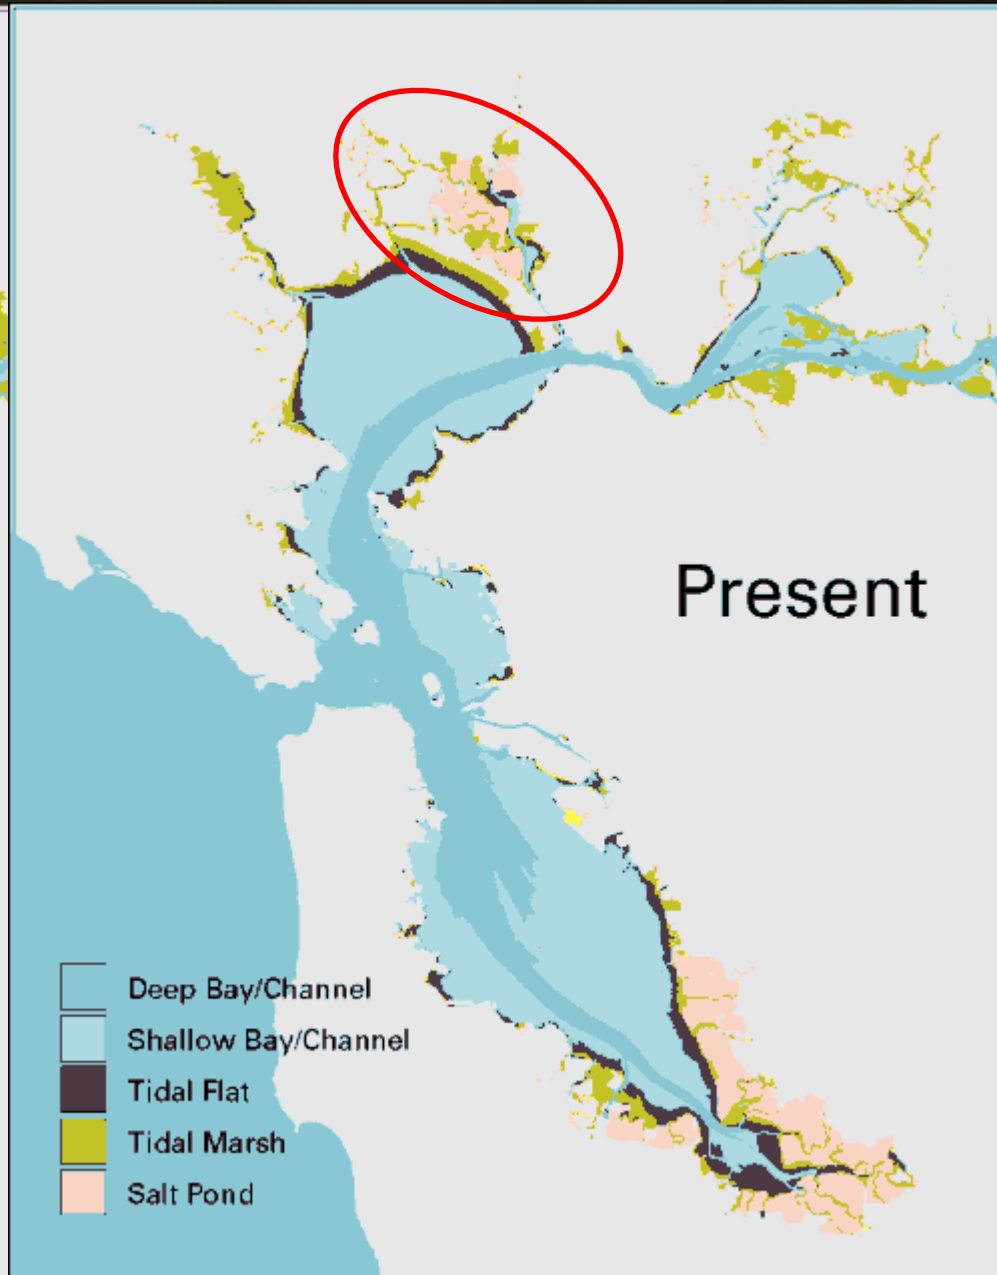 Present
Deep Bay/Channel
Shallow Bay/Channel
Tidal Flat
Tidal Marsh
Salt Pond